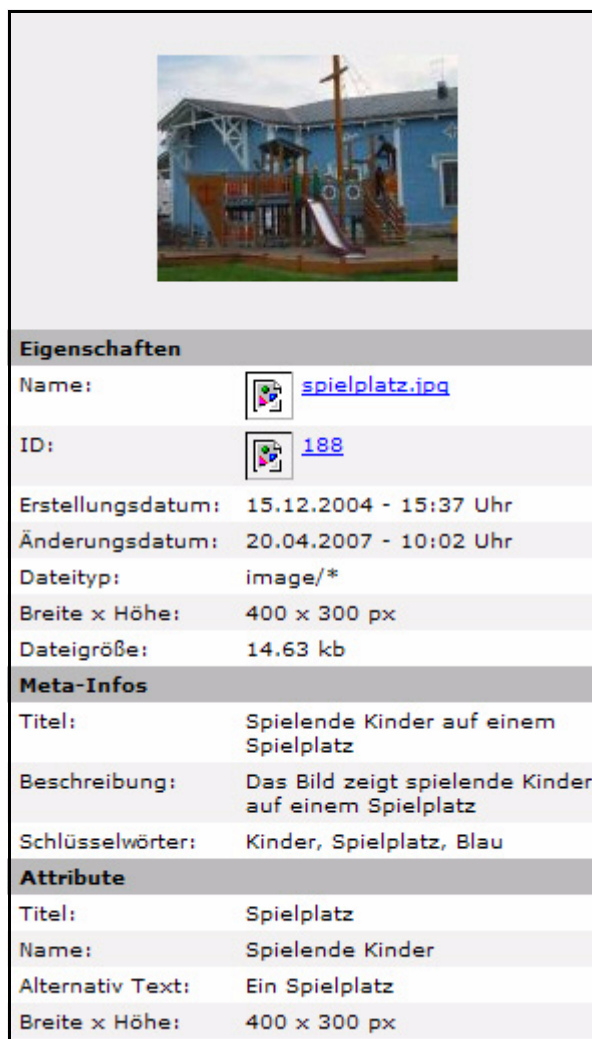 Eigenschaften
Name: spielplatz.jpg
ID: 188
Erstellungsdatum: 15.12.2004 - 15:37 Uhr
Änderungsdatum: 20.04.2007 - 10:02 Uhr
Dateityp: image/*
Breite x Höhe: 400 x 300 px
Dateigröße: 14.63 kb
Meta-Infos
Titel: Spielende Kinder auf einem
Spielplatz
Beschreibung: Das Bild zeigt spielende Kinder
auf einem Spielplatz
Schlüsselwörter: Kinder, Spielplatz, Blau
Attribute
Titel: Spielplatz
Name: Spielende Kinder
Alternativ Text: Ein Spielplatz
Breite x Höhe: 400 x 300 px